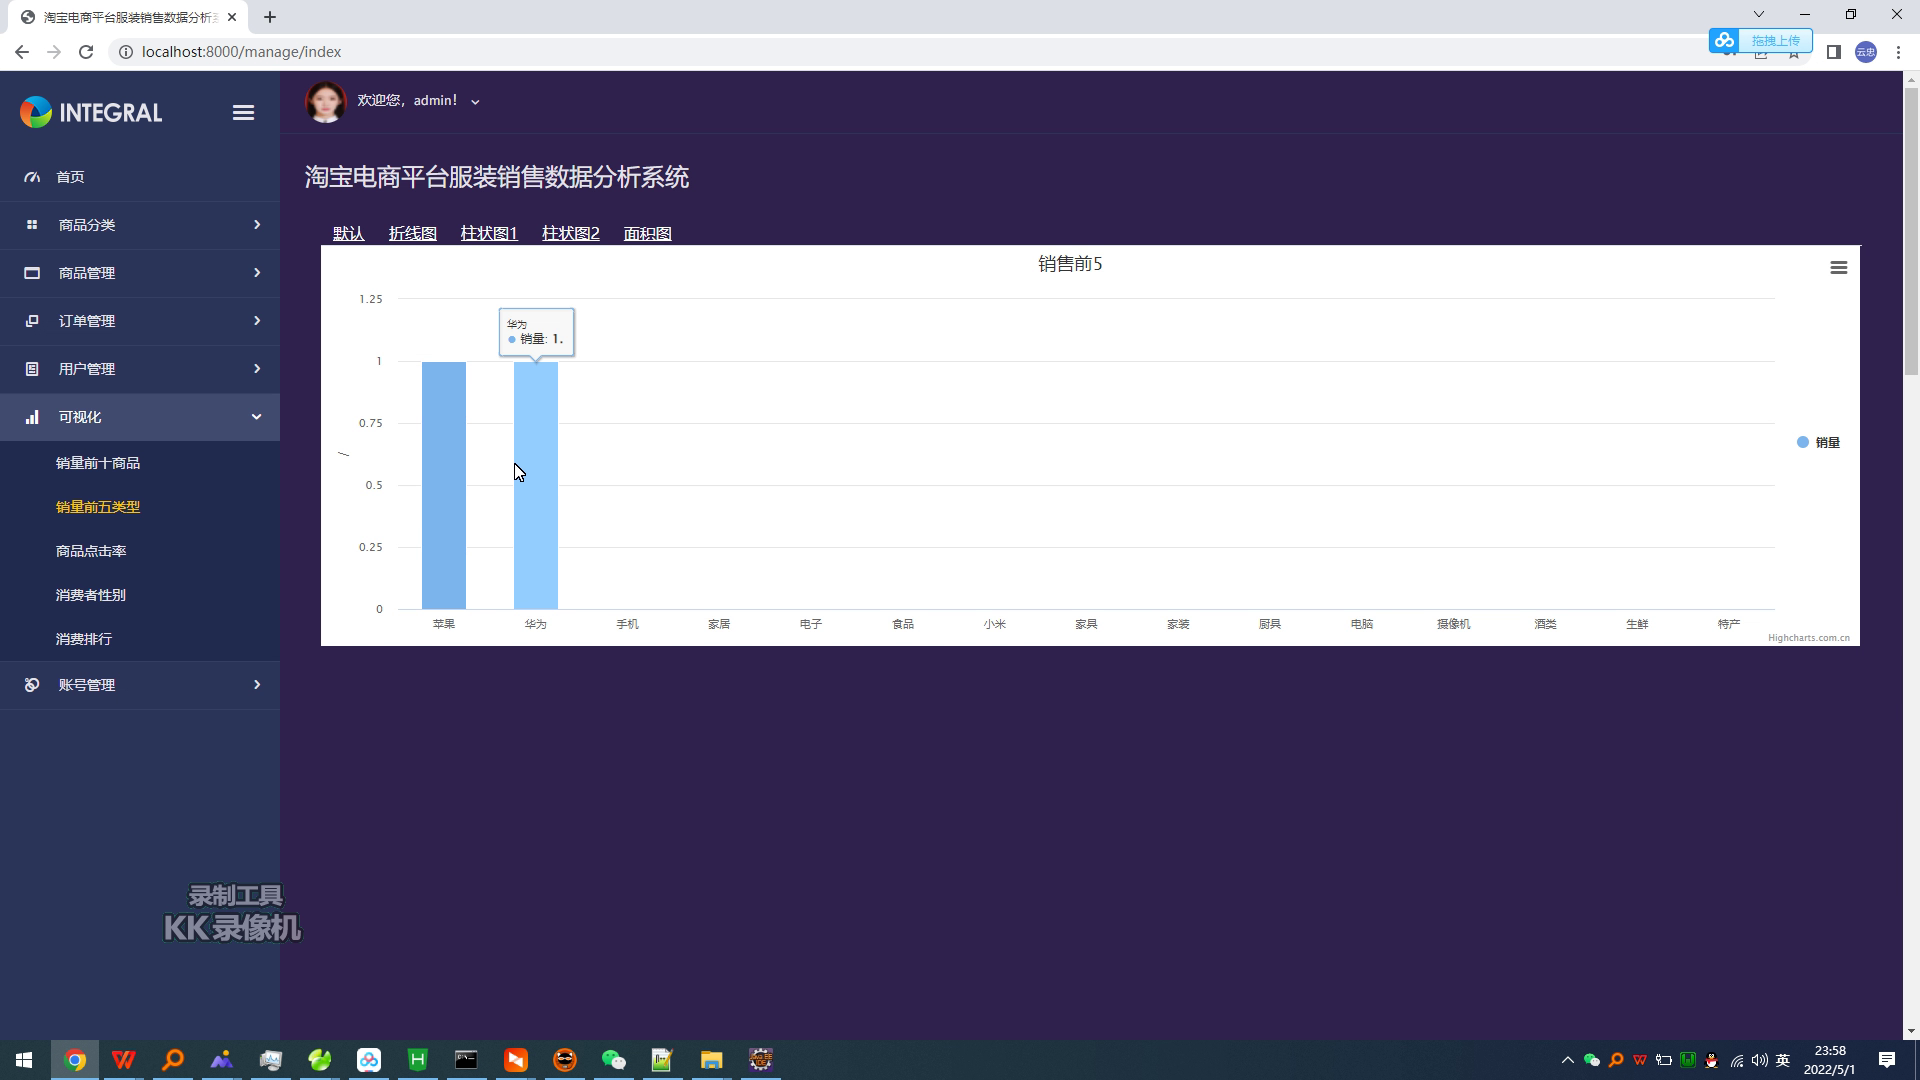 淘宝电商平台服装销售数据分析
localhost:8000/manage/index
拖拽上传
云忠
INTEGRAL
欢迎您，admin！
首页
商品分类
商品管理
订单管理
用户管理
可视化
销量前十商品
销量前五类型
商品点击率
消费者性别
消费排行
账号管理
淘宝电商平台服装销售数据分析系统
默认 折线图 柱状图1 柱状图2 面积图
销售前5
1.25
1
0.75
0.5
0.25
0
华为
销量: 1.
销量
苹果 华为 手机 家居 电子 食品 小米 家具 家装 厨具 电脑 摄像机 酒类 生鲜 特产
Highcharts.com.cn
录制工具
KK 录像机
英
23:58
2022/5/1